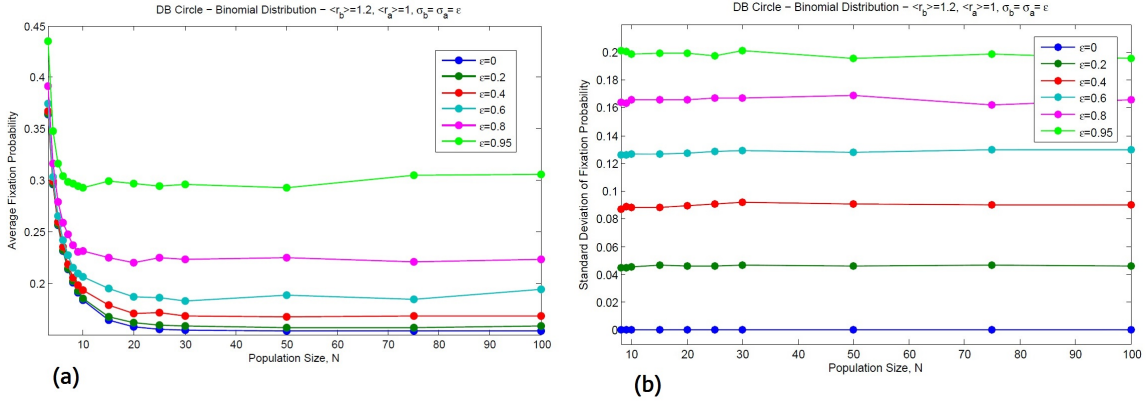 DB Circle − Binomial Distribution − <r_b>=1.2, <r_a>=1, σ_b= σ_a= ε
0.45
0.4
0.35
0.3
0.25
0.2
Average Fixation Probability
ε=0
ε=0.2
ε=0.4
ε=0.6
ε=0.8
ε=0.95
10 20 30 40 50 60 70 80 90 100
Population Size, N
(a)
DB Circle − Binomial Distribution − <r_b>=1.2, <r_a>=1, σ_b= σ_a= ε
0.2
0.18
0.16
0.14
0.12
0.1
0.08
0.06
0.04
0.02
0
Standard Deviation of Fixation Probability
ε=0
ε=0.2
ε=0.4
ε=0.6
ε=0.8
ε=0.95
10 20 30 40 50 60 70 80 90 100
Population Size, N
(b)